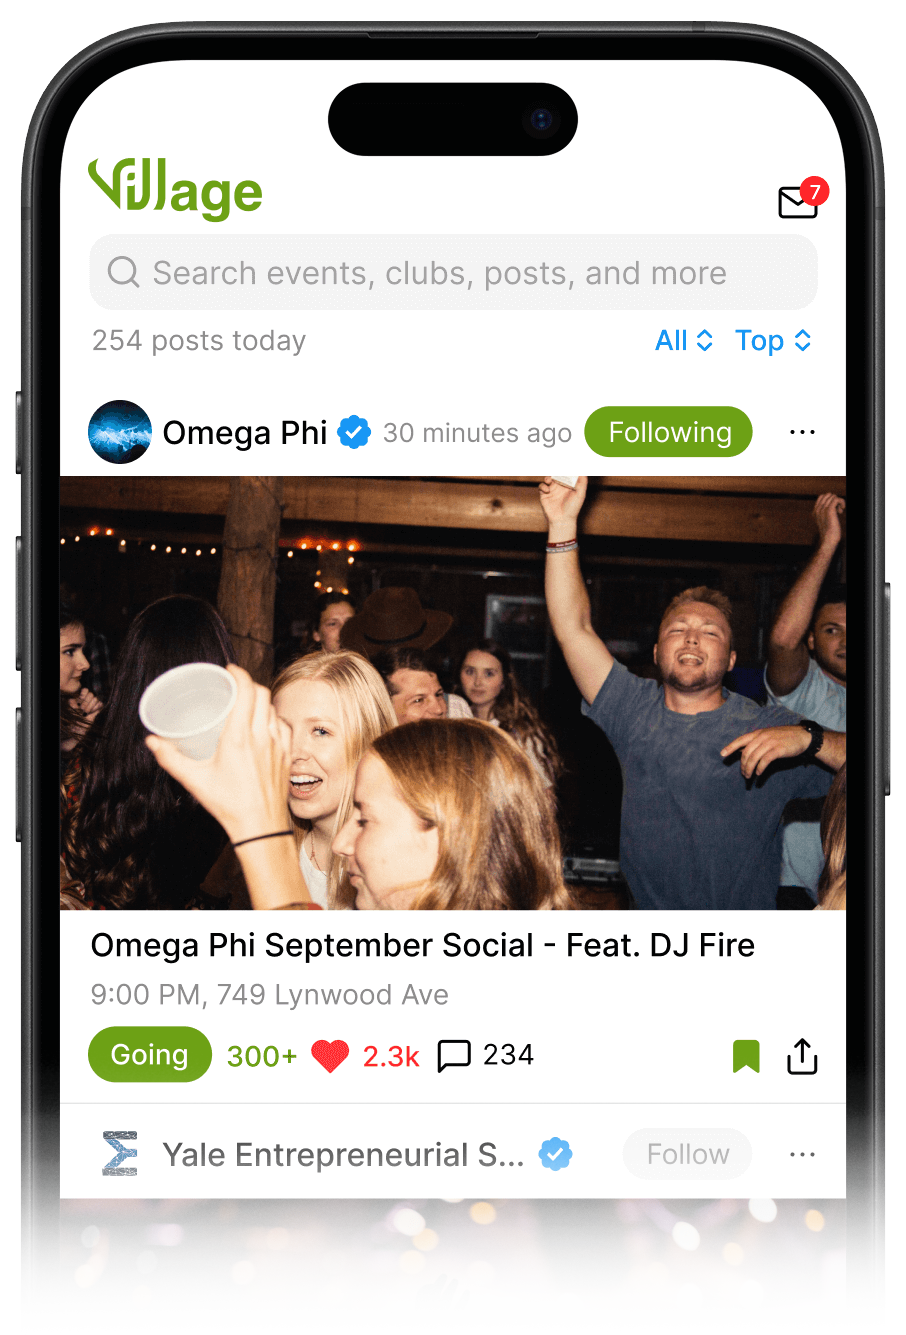 Village
7
Search events, clubs, posts, and more
254 posts today All Top
Omega Phi 30 minutes ago Following
Omega Phi September Social - Feat. DJ Fire
9:00 PM, 749 Lynwood Ave
Going 300+ 2.3k 234
Yale Entrepreneurial S... Follow